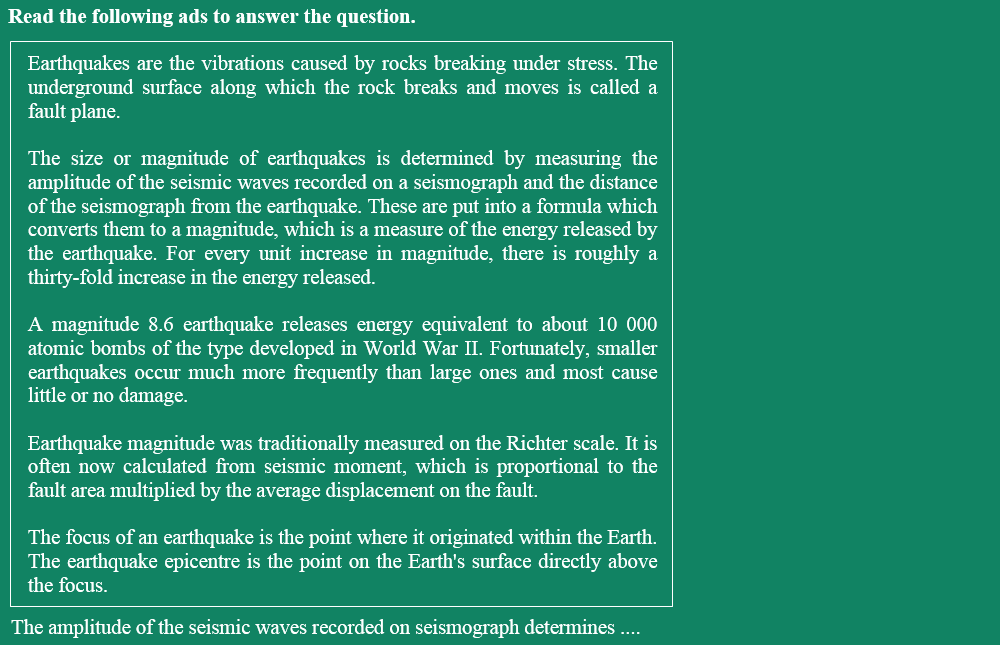 Read the following ads to answer the question.
Earthquakes are the vibrations caused by rocks breaking under stress. The
underground surface along which the rock breaks and moves is called a
fault plane.
The size or magnitude of earthquakes is determined by measuring the
amplitude of the seismic waves recorded on a seismograph and the distance
of the seismograph from the earthquake. These are put into a formula which
converts them to a magnitude, which is a measure of the energy released by
the earthquake. For every unit increase in magnitude, there is roughly a
thirty-fold increase in the energy released.
A magnitude 8.6 earthquake releases energy equivalent to about 10 000
atomic bombs of the type developed in World War II. Fortunately, smaller
earthquakes occur much more frequently than large ones and most cause
little or no damage.
Earthquake magnitude was traditionally measured on the Richter scale. It is
often now calculated from seismic moment, which is proportional to the
fault area multiplied by the average displacement on the fault.
The focus of an earthquake is the point where it originated within the Earth.
The earthquake epicentre is the point on the Earth's surface directly above
the focus.
The amplitude of the seismic waves recorded on seismograph determines ....